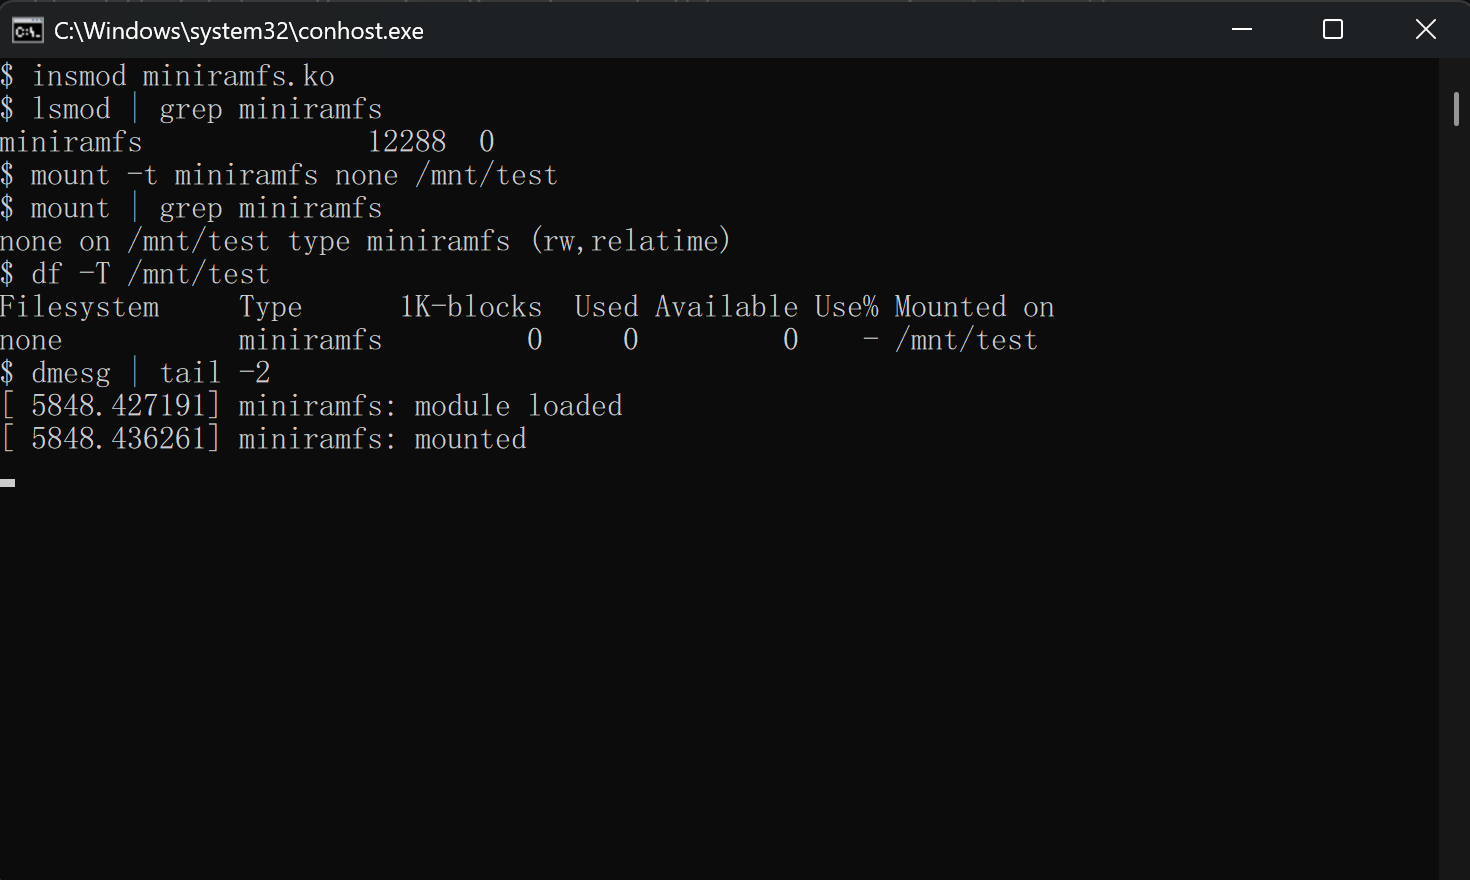 C:\Windows\system32\conhost.exe
$ insmod miniramfs.ko
$ lsmod | grep miniramfs
miniramfs              12288  0
$ mount -t miniramfs none /mnt/test
$ mount | grep miniramfs
none on /mnt/test type miniramfs (rw,relatime)
$ df -T /mnt/test
Filesystem     Type      1K-blocks  Used Available Use% Mounted on
none           miniramfs         0     0         0    - /mnt/test
$ dmesg | tail -2
[ 5848.427191] miniramfs: module loaded
[ 5848.436261] miniramfs: mounted